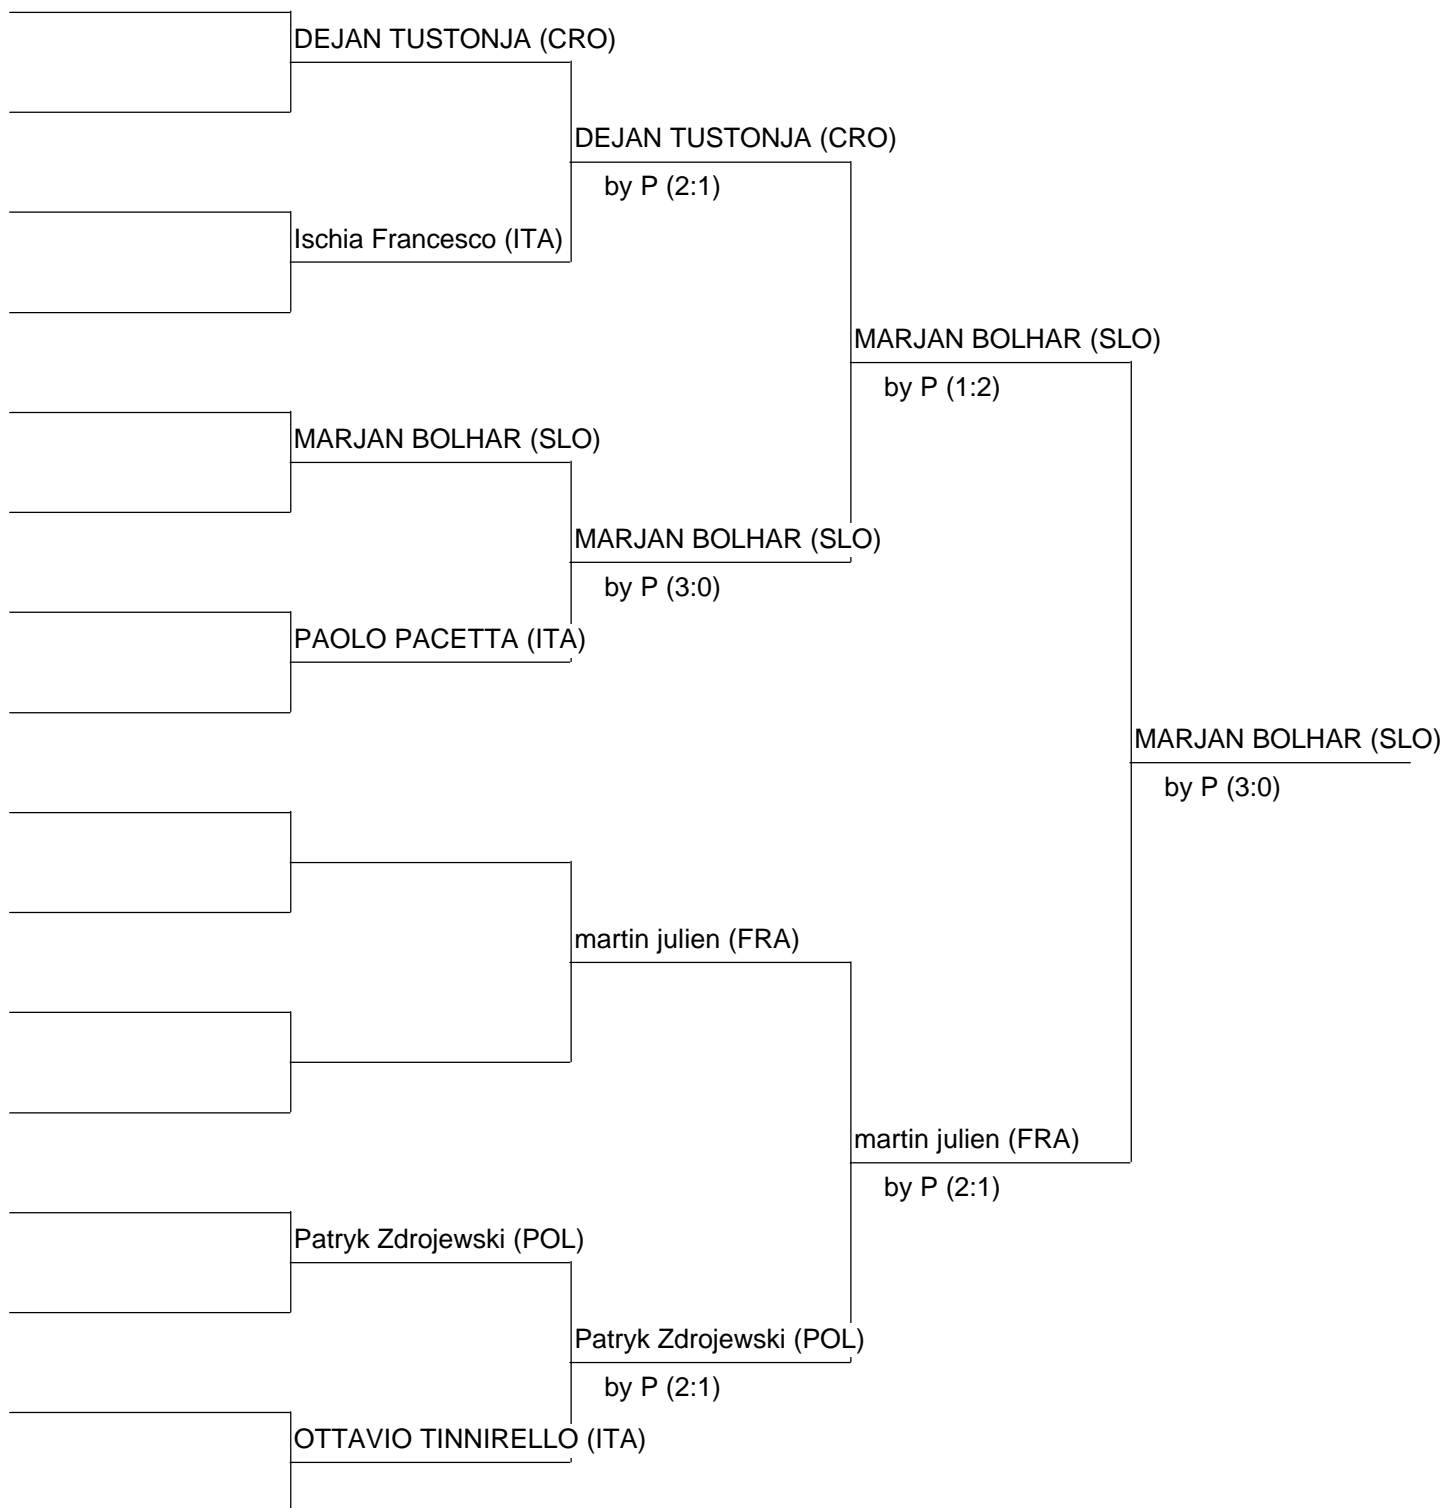 DEJAN TUSTONJA (CRO)
DEJAN TUSTONJA (CRO)
by P (2:1)
Ischia Francesco (ITA)
MARJAN BOLHAR (SLO)
by P (1:2)
MARJAN BOLHAR (SLO)
MARJAN BOLHAR (SLO)
by P (3:0)
PAOLO PACETTA (ITA)
MARJAN BOLHAR (SLO)
by P (3:0)
martin julien (FRA)
martin julien (FRA)
by P (2:1)
Patryk Zdrojewski (POL)
Patryk Zdrojewski (POL)
by P (2:1)
OTTAVIO TINNIRELLO (ITA)